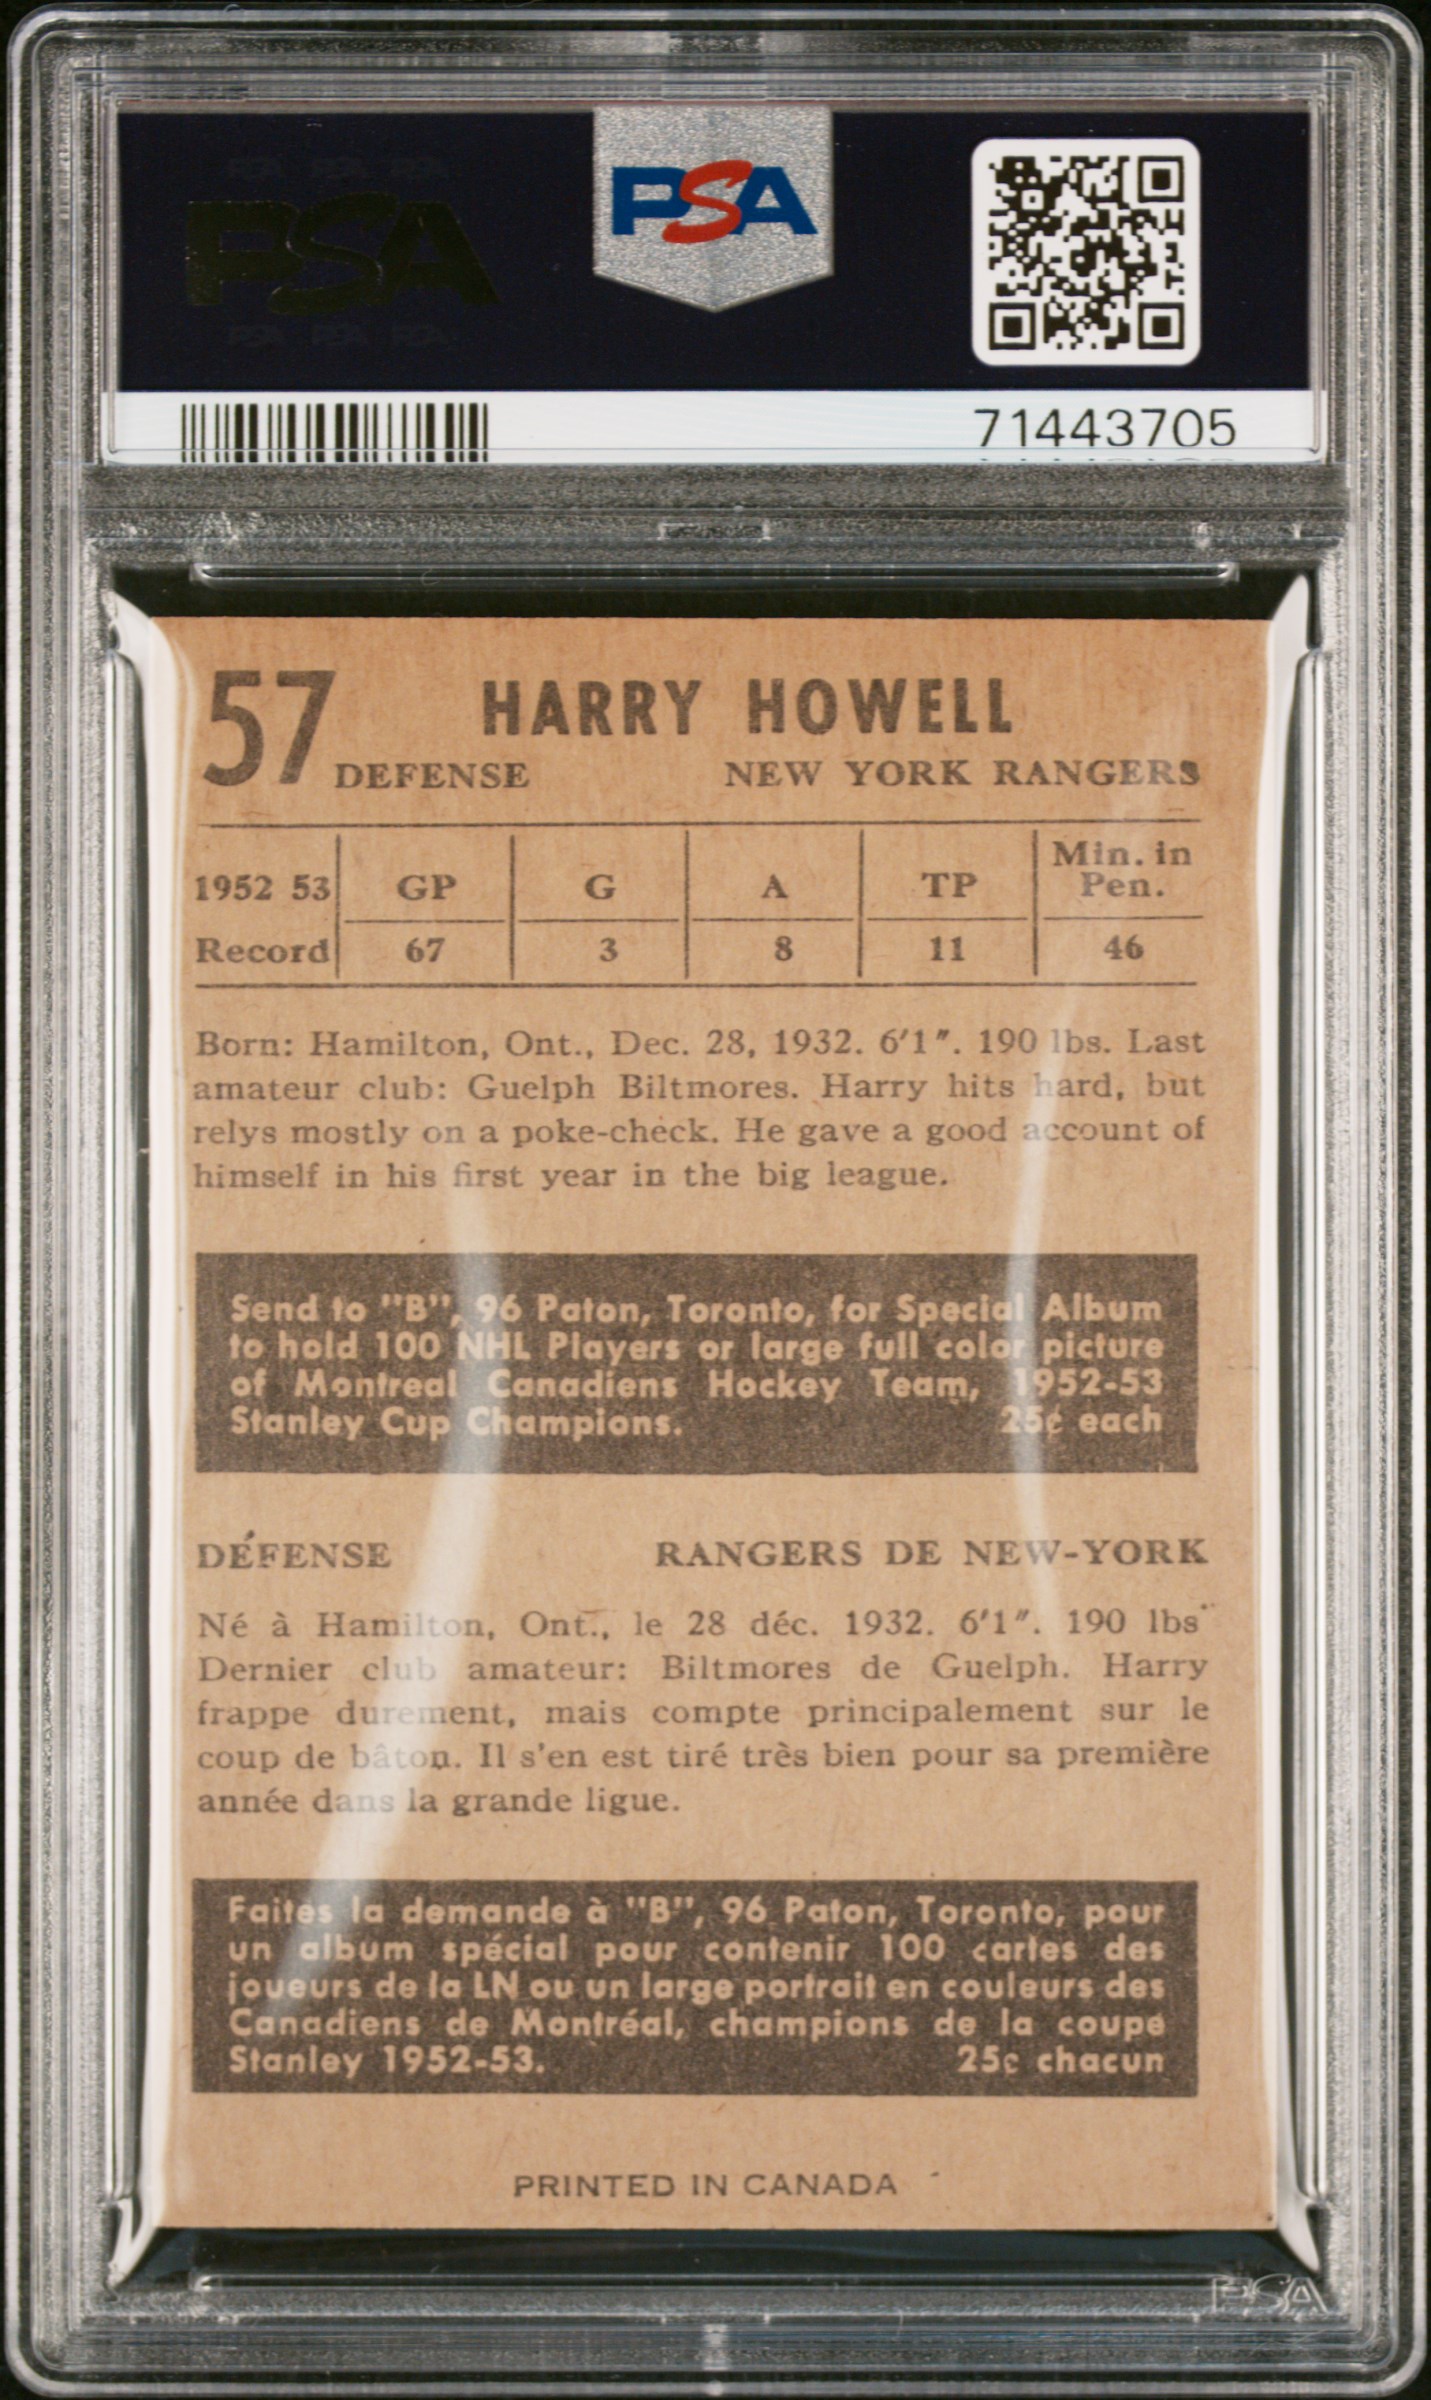 PSA
PSA
71443705
57 HARRY HOWELL
DEFENSE NEW YORK RANGERS
1952 53 GP G A TP Min. in Pen.
Record 67 3 8 11 46
Born: Hamilton, Ont., Dec. 28, 1932. 6'1". 190 lbs. Last
amateur club: Guelph Biltmores. Harry hits hard, but
relys mostly on a poke-check. He gave a good account of
himself in his first year in the big league.
Send to "B", 96 Paton, Toronto, for Special Album
to hold 100 NHL Players or large full color picture
of Montreal Canadiens Hockey Team, 1952-53
Stanley Cup Champions. 25¢ each
DÉFENSE RANGERS DE NEW-YORK
Né à Hamilton, Ont., le 28 déc. 1932. 6'1". 190 lbs
Dernier club amateur: Biltmores de Guelph. Harry
frappe durement, mais compte principalement sur le
coup de bâton. Il s'en est tiré très bien pour sa première
année dans la grande ligue.
Faites la demande à "B", 96 Paton, Toronto, pour
un album spécial pour contenir 100 cartes des
joueurs de la LN ou un large portrait en couleurs des
Canadiens de Montréal, champions de la coupe
Stanley 1952-53. 25c chacun
PRINTED IN CANADA
PSA